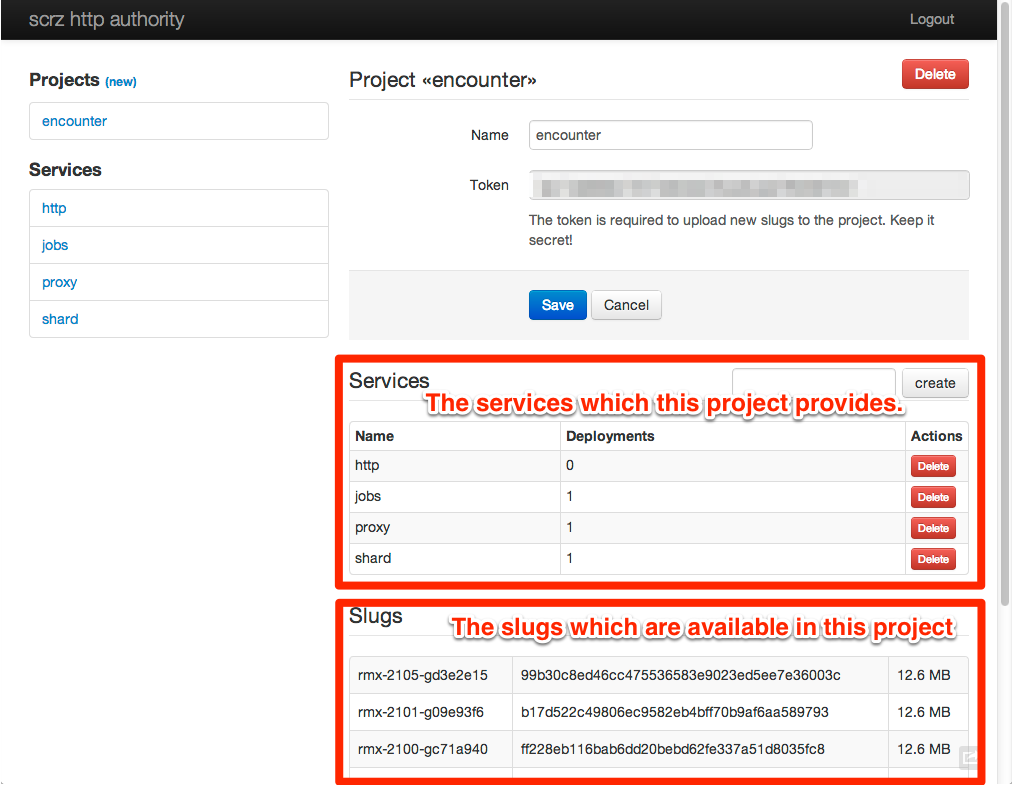 scrz http authority Logout
Projects (new)
encounter
Services
http
jobs
proxy
shard
Project «encounter» Delete
Name encounter
Token
The token is required to upload new slugs to the project. Keep it
secret!
Save Cancel
Services create
The services which this project provides.
Name Deployments Actions
http 0 Delete
jobs 1 Delete
proxy 1 Delete
shard 1 Delete
Slugs
The slugs which are available in this project
rmx-2105-gd3e2e15 99b30c8ed46cc475536583e9023ed5ee7e36003c 12.6 MB
rmx-2101-g09e93f6 b17d522c49806ec9582eb4bff70b9af6aa589793 12.6 MB
rmx-2100-gc71a940 ff228eb116bab6dd20bebd62fe337a51d8035fc8 12.6 MB